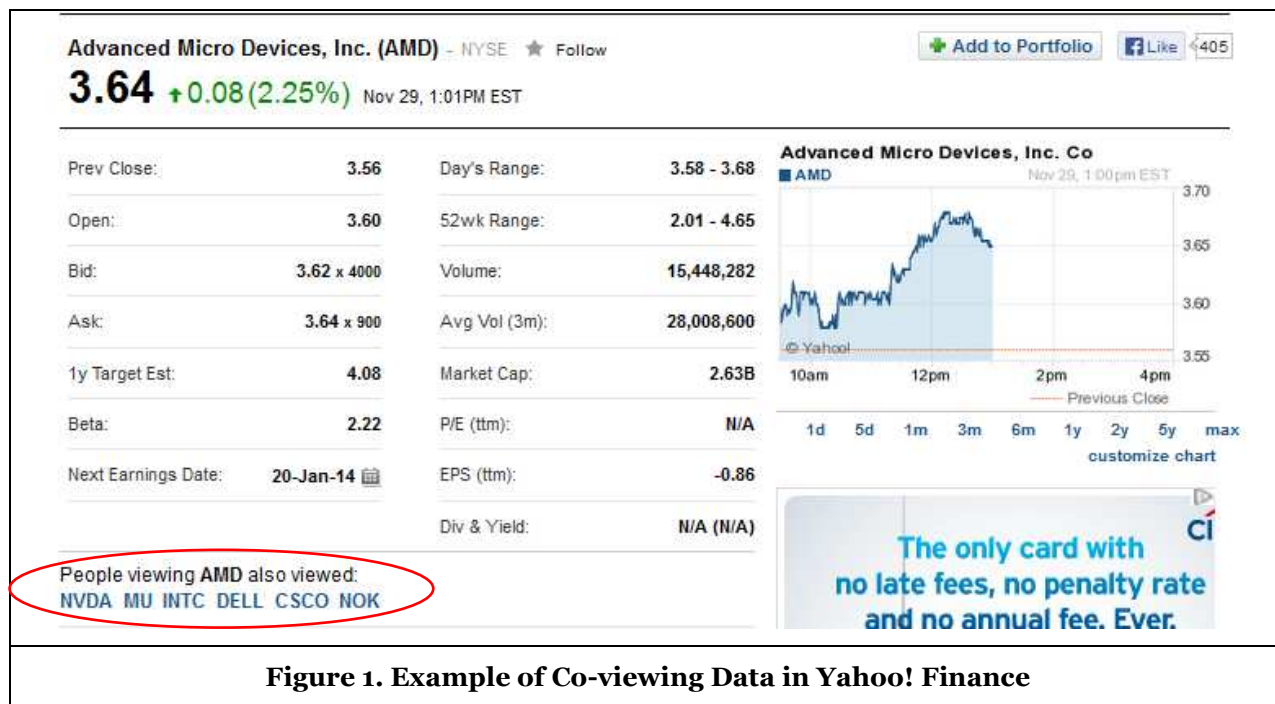 Advanced Micro Devices, Inc. (AMD) - NYSE ★ Follow
Add to Portfolio Like 405
3.64 ↑0.08(2.25%) Nov 29, 1:01PM EST
Prev Close: 3.56
Open: 3.60
Bid: 3.62 x 4000
Ask: 3.64 x 900
1y Target Est: 4.08
Beta: 2.22
Next Earnings Date: 20-Jan-14
Day's Range: 3.58 - 3.68
52wk Range: 2.01 - 4.65
Volume: 15,448,282
Avg Vol (3m): 28,008,600
Market Cap: 2.63B
P/E (ttm): N/A
EPS (ttm): -0.86
Div & Yield: N/A (N/A)
Advanced Micro Devices, Inc. Co
AMD Nov 29, 1:00pm EST
3.70
3.65
3.60
3.55
© Yahoo!
10am 12pm 2pm 4pm
Previous Close
1d 5d 1m 3m 6m 1y 2y 5y max
customize chart
Ci
The only card with
no late fees, no penalty rate
and no annual fee. Ever.
People viewing AMD also viewed:
NVDA MU INTC DELL CSCO NOK
Figure 1. Example of Co-viewing Data in Yahoo! Finance